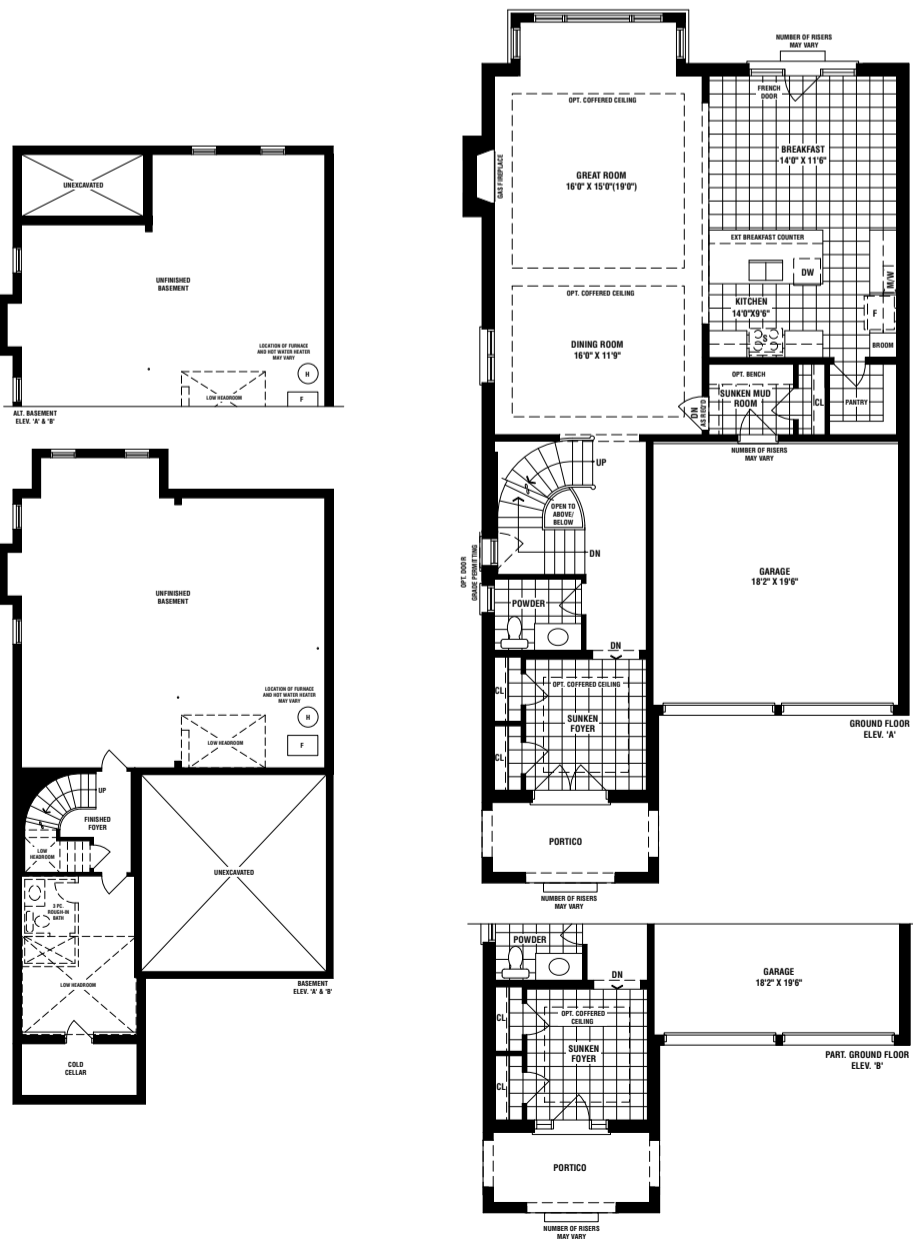 UNEXCAVATED
UNFINISHED
BASEMENT
LOCATION OF FURNACE
AND HOT WATER HEATER
MAY VARY
H
LOW HEADROOM
F
ALT. BASEMENT
ELEV. 'A' & 'B'
UNFINISHED
BASEMENT
LOCATION OF FURNACE
AND HOT WATER HEATER
MAY VARY
H
LOW HEADROOM
F
UP
FINISHED
FOYER
LOW
HEADROOM
UNEXCAVATED
3 PC.
ROUGH-IN
BATH
LOW HEADROOM
BASEMENT
ELEV. 'A' & 'B'
COLD
CELLAR
NUMBER OF RISERS
MAY VARY
FRENCH
DOOR
OPT. COFFERED CEILING
BREAKFAST
14'0" X 11'6"
GAS FIREPLACE
GREAT ROOM
16'0" X 15'0"(19'0")
EXT BREAKFAST COUNTER
DW
M/W
OPT. COFFERED CEILING
KITCHEN
14'0"X9'6"
F
S
BROOM
DINING ROOM
16'0" X 11'9"
OPT. BENCH
SUNKEN MUD
ROOM
CL
PANTRY
DN
AS REQ'D
NUMBER OF RISERS
MAY VARY
UP
OPEN TO
ABOVE/
BELOW
DN
OPT. DOOR
GRADE PERMITTING
GARAGE
18'2" X 19'6"
POWDER
DN
CL
OPT. COFFERED CEILING
SUNKEN
FOYER
CL
GROUND FLOOR
ELEV. 'A'
PORTICO
NUMBER OF RISERS
MAY VARY
POWDER
DN
GARAGE
18'2" X 19'6"
CL
OPT. COFFERED
CEILING
SUNKEN
FOYER
CL
PART. GROUND FLOOR
ELEV. 'B'
PORTICO
NUMBER OF RISERS
MAY VARY